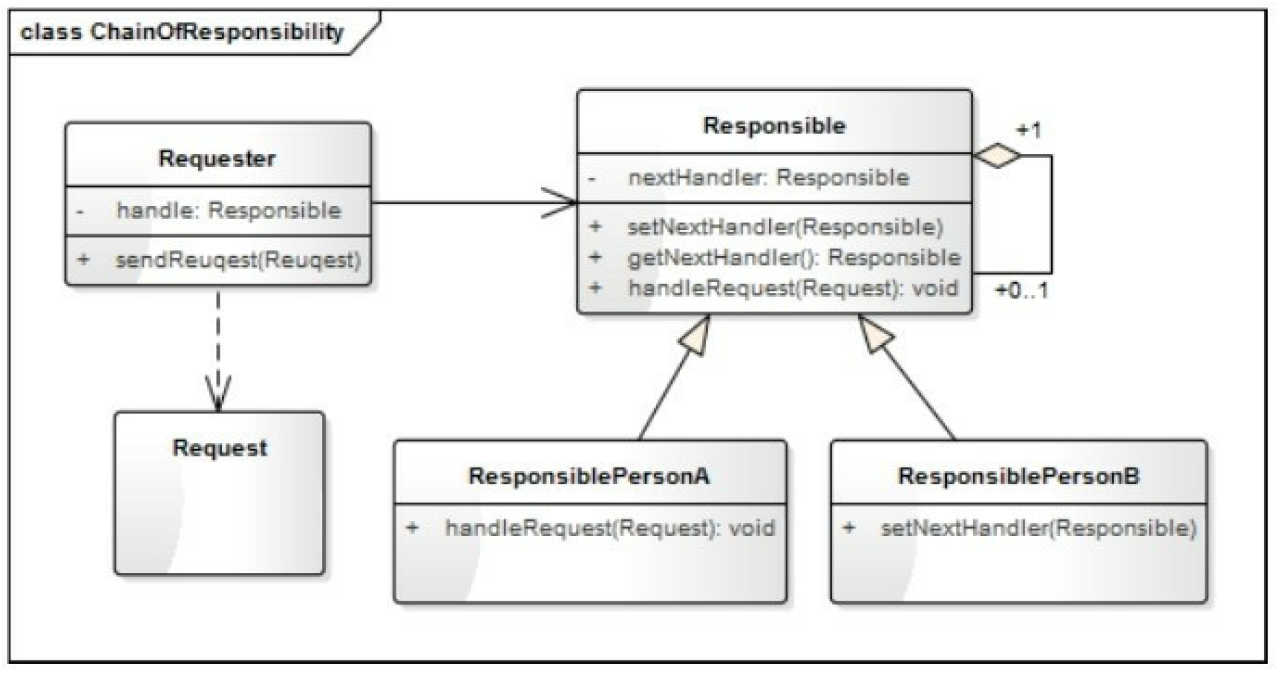 class ChainOfResponsibility
Requester
- handle: Responsible
+ sendReuqest(Reuqest)
Responsible
- nextHandler: Responsible
+ setNextHandler(Responsible)
+ getNextHandler(): Responsible
+ handleRequest(Request): void
+1
+0..1
Request
ResponsiblePersonA
+ handleRequest(Request): void
ResponsiblePersonB
+ setNextHandler(Responsible)